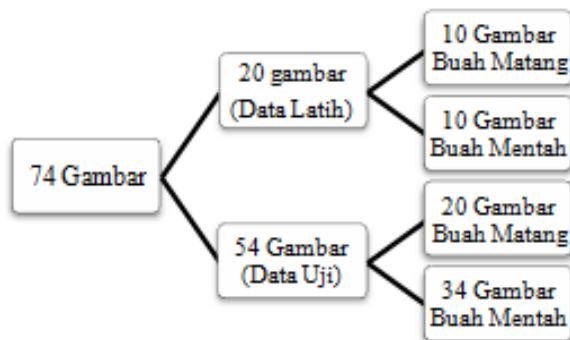 74 Gambar
20 gambar
(Data Latih)
10 Gambar
Buah Matang
10 Gambar
Buah Mentah
54 Gambar
(Data Uji)
20 Gambar
Buah Matang
34 Gambar
Buah Mentah